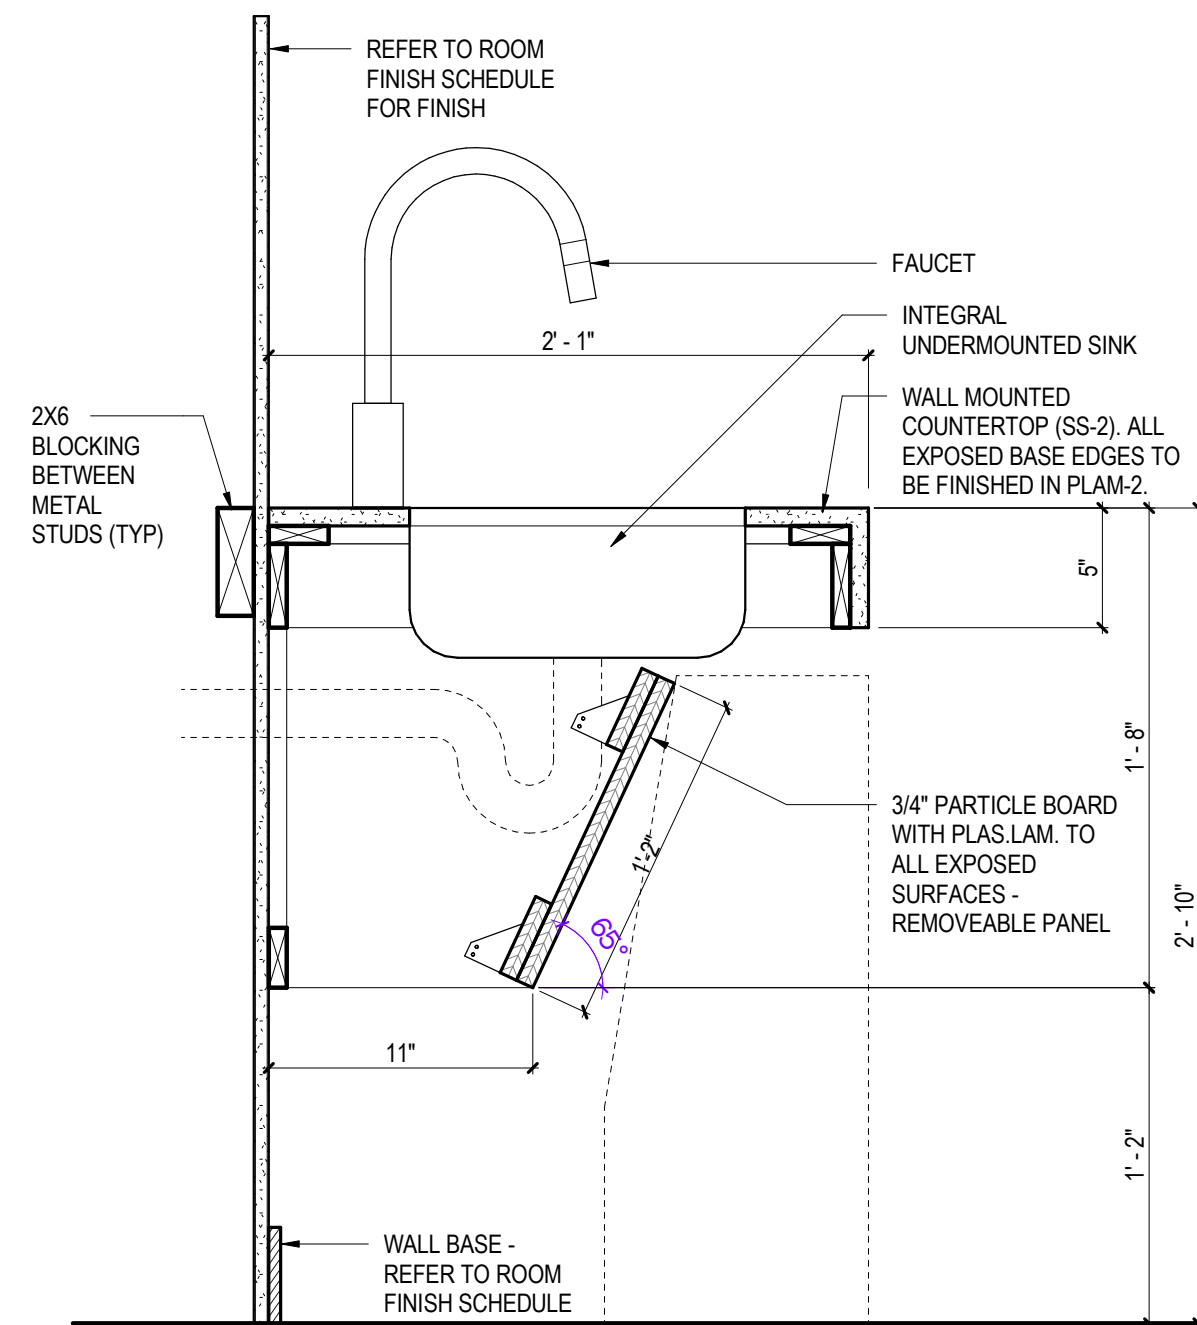 REFER TO ROOM
FINISH SCHEDULE
FOR FINISH
FAUCET
INTEGRAL
UNDERMOUNTED SINK
2' - 1"
WALL MOUNTED
COUNTERTOP (SS-2). ALL
EXPOSED BASE EDGES TO
BE FINISHED IN PLAM-2.
2X6
BLOCKING
BETWEEN
METAL
STUDS (TYP)
5"
1' - 8"
3/4" PARTICLE BOARD
WITH PLAS.LAM. TO
ALL EXPOSED
SURFACES -
REMOVEABLE PANEL
1'-2"
65°
2' - 10"
11"
1' - 2"
WALL BASE -
REFER TO ROOM
FINISH SCHEDULE